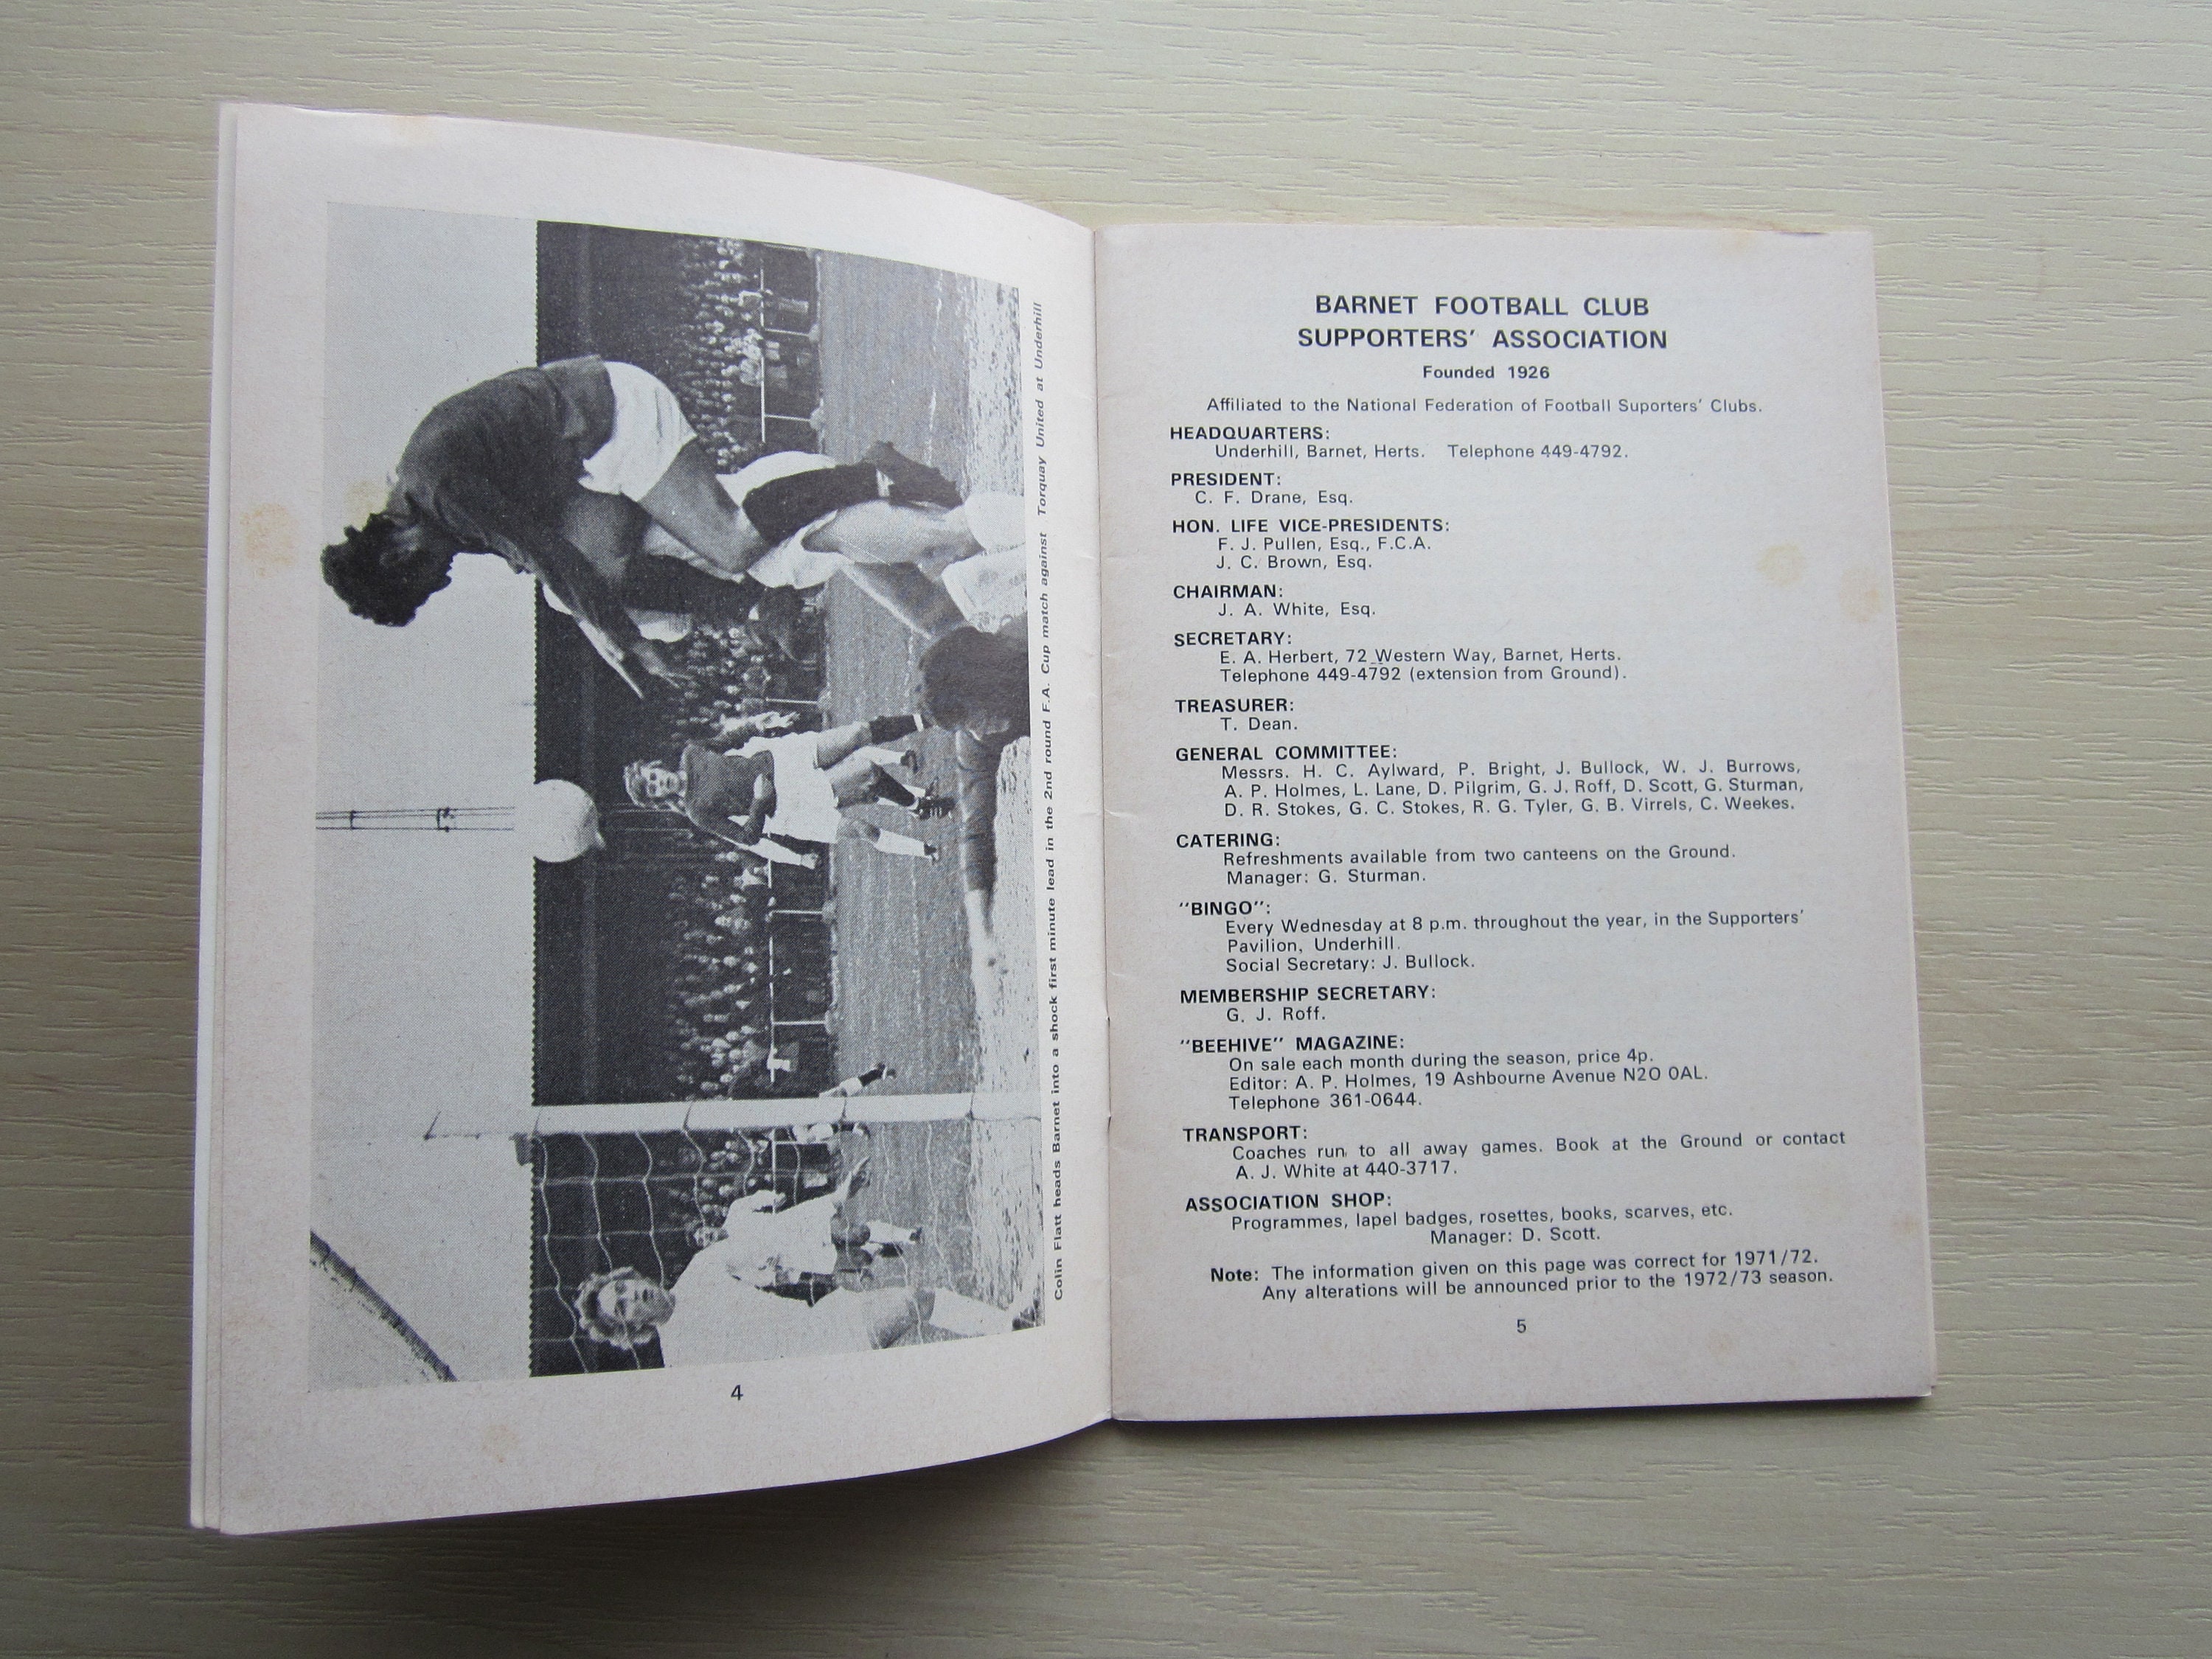 Colin Flatt heads Barnet into a shock first minute lead in the 2nd round F.A. Cup match against Torquay United at Underhill
4
BARNET FOOTBALL CLUB
SUPPORTERS' ASSOCIATION
Founded 1926
Affiliated to the National Federation of Football Suporters' Clubs.
HEADQUARTERS:
Underhill, Barnet, Herts. Telephone 449-4792.
PRESIDENT:
C. F. Drane, Esq.
HON. LIFE VICE-PRESIDENTS:
F. J. Pullen, Esq., F.C.A.
J. C. Brown, Esq.
CHAIRMAN:
J. A. White, Esq.
SECRETARY:
E. A. Herbert, 72 Western Way, Barnet, Herts.
Telephone 449-4792 (extension from Ground).
TREASURER:
T. Dean.
GENERAL COMMITTEE:
Messrs. H. C. Aylward, P. Bright, J. Bullock, W. J. Burrows,
A. P. Holmes, L. Lane, D. Pilgrim, G. J. Roff, D. Scott, G. Sturman,
D. R. Stokes, G. C. Stokes, R. G. Tyler, G. B. Virrels, C. Weekes.
CATERING:
Refreshments available from two canteens on the Ground.
Manager: G. Sturman.
"BINGO":
Every Wednesday at 8 p.m. throughout the year, in the Supporters'
Pavilion, Underhill.
Social Secretary: J. Bullock.
MEMBERSHIP SECRETARY:
G. J. Roff.
"BEEHIVE" MAGAZINE:
On sale each month during the season, price 4p.
Editor: A. P. Holmes, 19 Ashbourne Avenue N2O 0AL.
Telephone 361-0644.
TRANSPORT:
Coaches run to all away games. Book at the Ground or contact
A. J. White at 440-3717.
ASSOCIATION SHOP:
Programmes, lapel badges, rosettes, books, scarves, etc.
Manager: D. Scott.
Note: The information given on this page was correct for 1971/72.
Any alterations will be announced prior to the 1972/73 season.
5